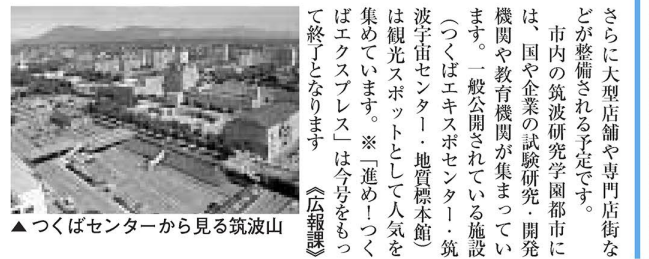 さらに大型店舗や専門店街な
どが整備される予定です。
市内の筑波研究学園都市に
は、国や企業の試験研究・開発
機関や教育機関が集まってい
ます。一般公開されている施設
（つくばエキスポセンター・筑
波宇宙センター・地質標本館）
は観光スポットとして人気を
集めています。※「進め！つく
ばエクスプレス」は今号をもっ
て終了となります　《広報課》
▲つくばセンターから見る筑波山